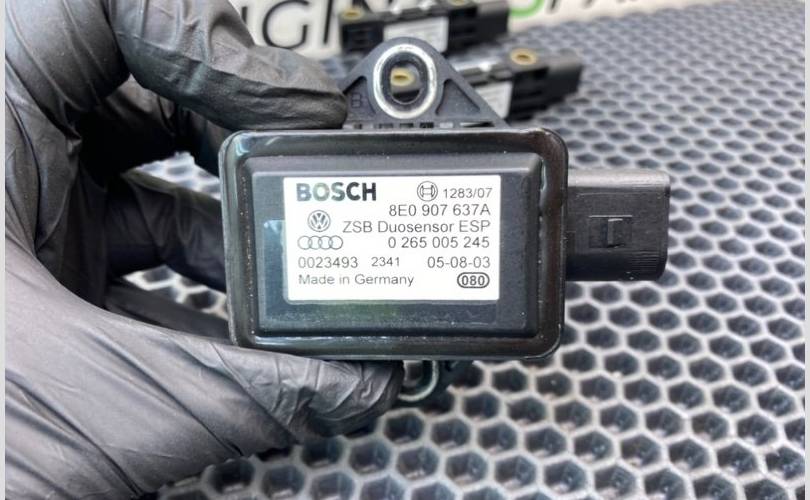 BOSCH 1283/07
8E0 907 637A
ZSB Duosensor ESP
0 265 005 245
0023493 2341 05-08-03
Made in Germany 080